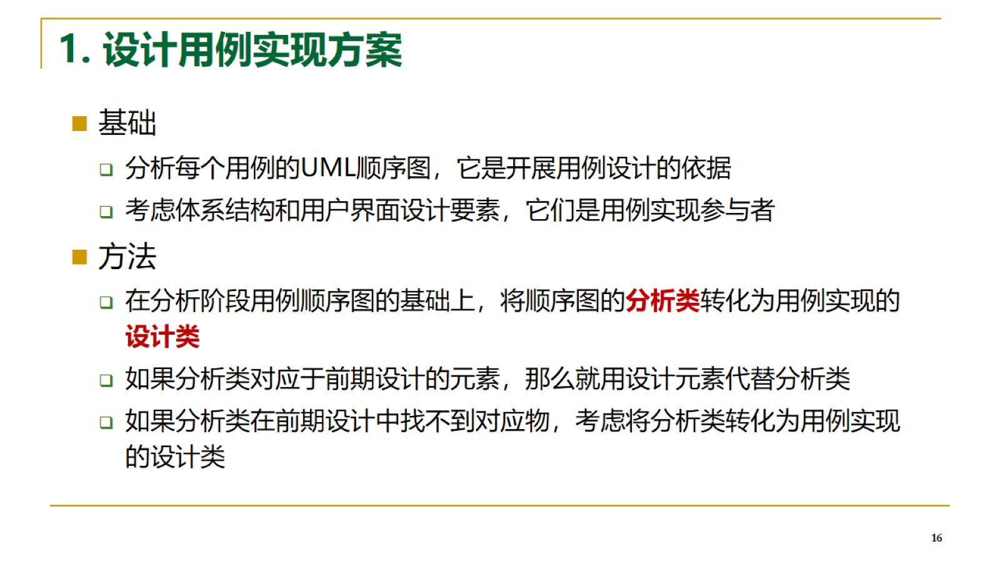 1. 设计用例实现方案
基础
分析每个用例的UML顺序图，它是开展用例设计的依据
考虑体系结构和用户界面设计要素，它们是用例实现参与者
方法
在分析阶段用例顺序图的基础上，将顺序图的分析类转化为用例实现的
设计类
如果分析类对应于前期设计的元素，那么就用设计元素代替分析类
如果分析类在前期设计中找不到对应物，考虑将分析类转化为用例实现
的设计类
16